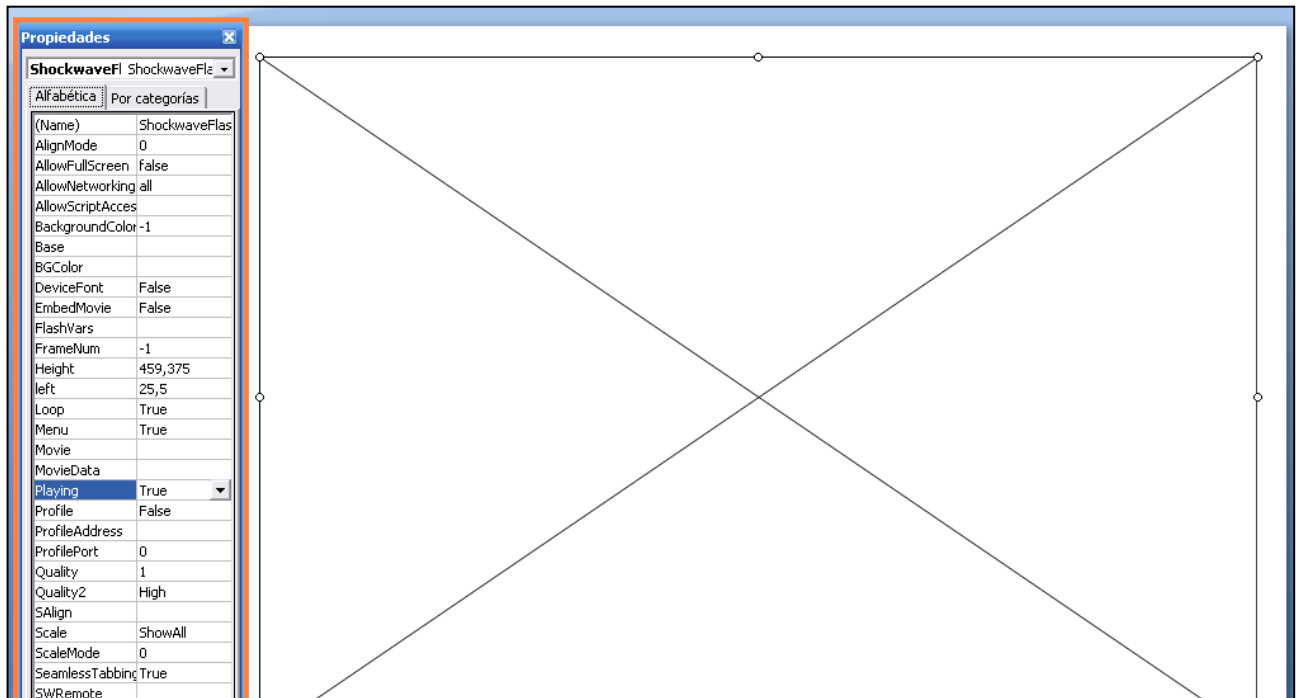 Propiedades
ShockwaveFl ShockwaveFla
Alfabética Por categorías
(Name) ShockwaveFlas
AlignMode 0
AllowFullScreen false
AllowNetworking all
AllowScriptAcces
BackgroundColor -1
Base
BGColor
DeviceFont False
EmbedMovie False
FlashVars
FrameNum -1
Height 459,375
left 25,5
Loop True
Menu True
Movie
MovieData
Playing True
Profile False
ProfileAddress
ProfilePort 0
Quality 1
Quality2 High
SAlign
Scale ShowAll
ScaleMode 0
SeamlessTabbing True
SWRemote